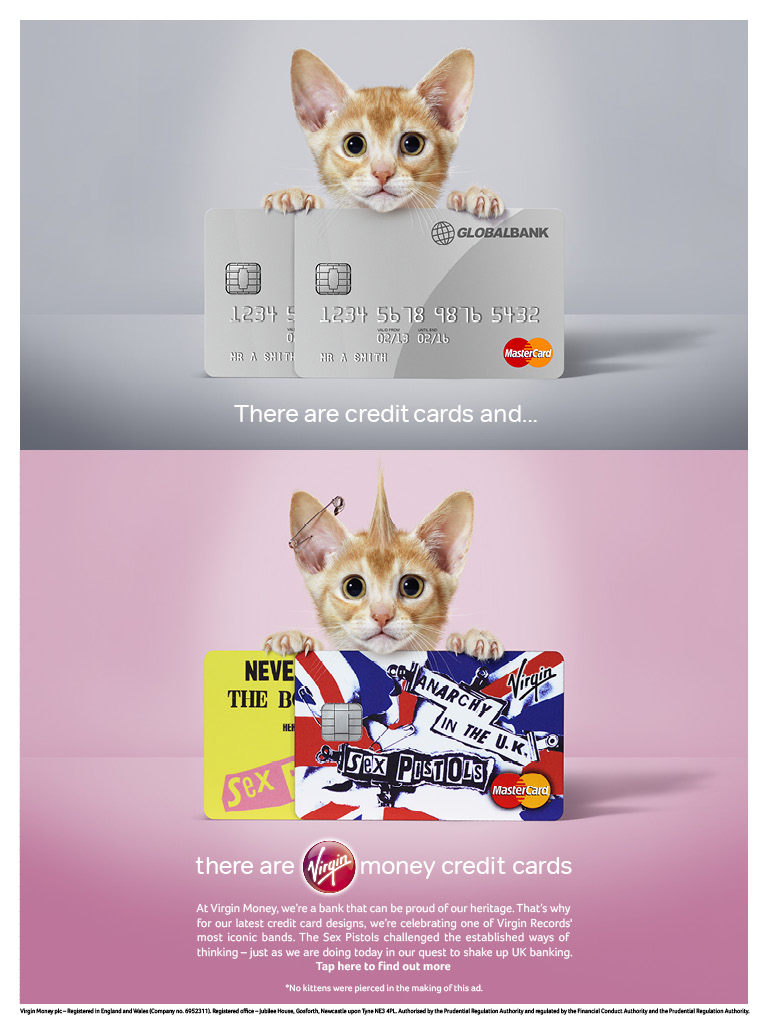 GLOBALBANK
1234 5
1234 5678 9876 5432
VALID FROM UNTIL END
02/13 02/16
MR A SMITH
MR A SMITH
MasterCard
There are credit cards and...
NEVE
THE B
HER
Sex P
Virgin
ANARCHY
IN THE U.K.
Sex PISTOLS
MasterCard
there are Virgin money credit cards
At Virgin Money, we're a bank that can be proud of our heritage. That's why
for our latest credit card designs, we're celebrating one of Virgin Records'
most iconic bands. The Sex Pistols challenged the established ways of
thinking – just as we are doing today in our quest to shake up UK banking.
Tap here to find out more
*No kittens were pierced in the making of this ad.
Virgin Money plc – Registered in England and Wales (Company no. 6952311). Registered office – Jubilee House, Gosforth, Newcastle upon Tyne NE3 4PL. Authorised by the Prudential Regulation Authority and regulated by the Financial Conduct Authority and the Prudential Regulation Authority.